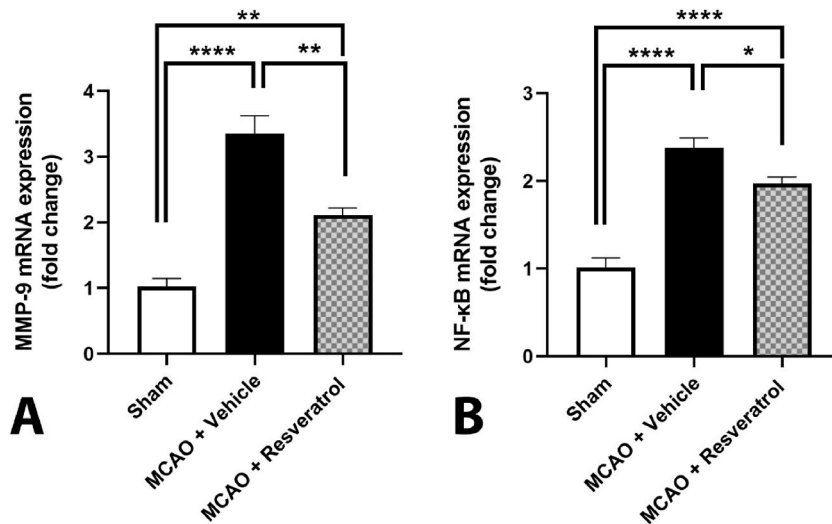 **
****
**
MMP-9 mRNA expression
(fold change)
4
3
2
1
0
Sham
MCAO + Vehicle
MCAO + Resveratrol
A
****
****
*
NF-κB mRNA expression
(fold change)
3
2
1
0
Sham
MCAO + Vehicle
MCAO + Resveratrol
B